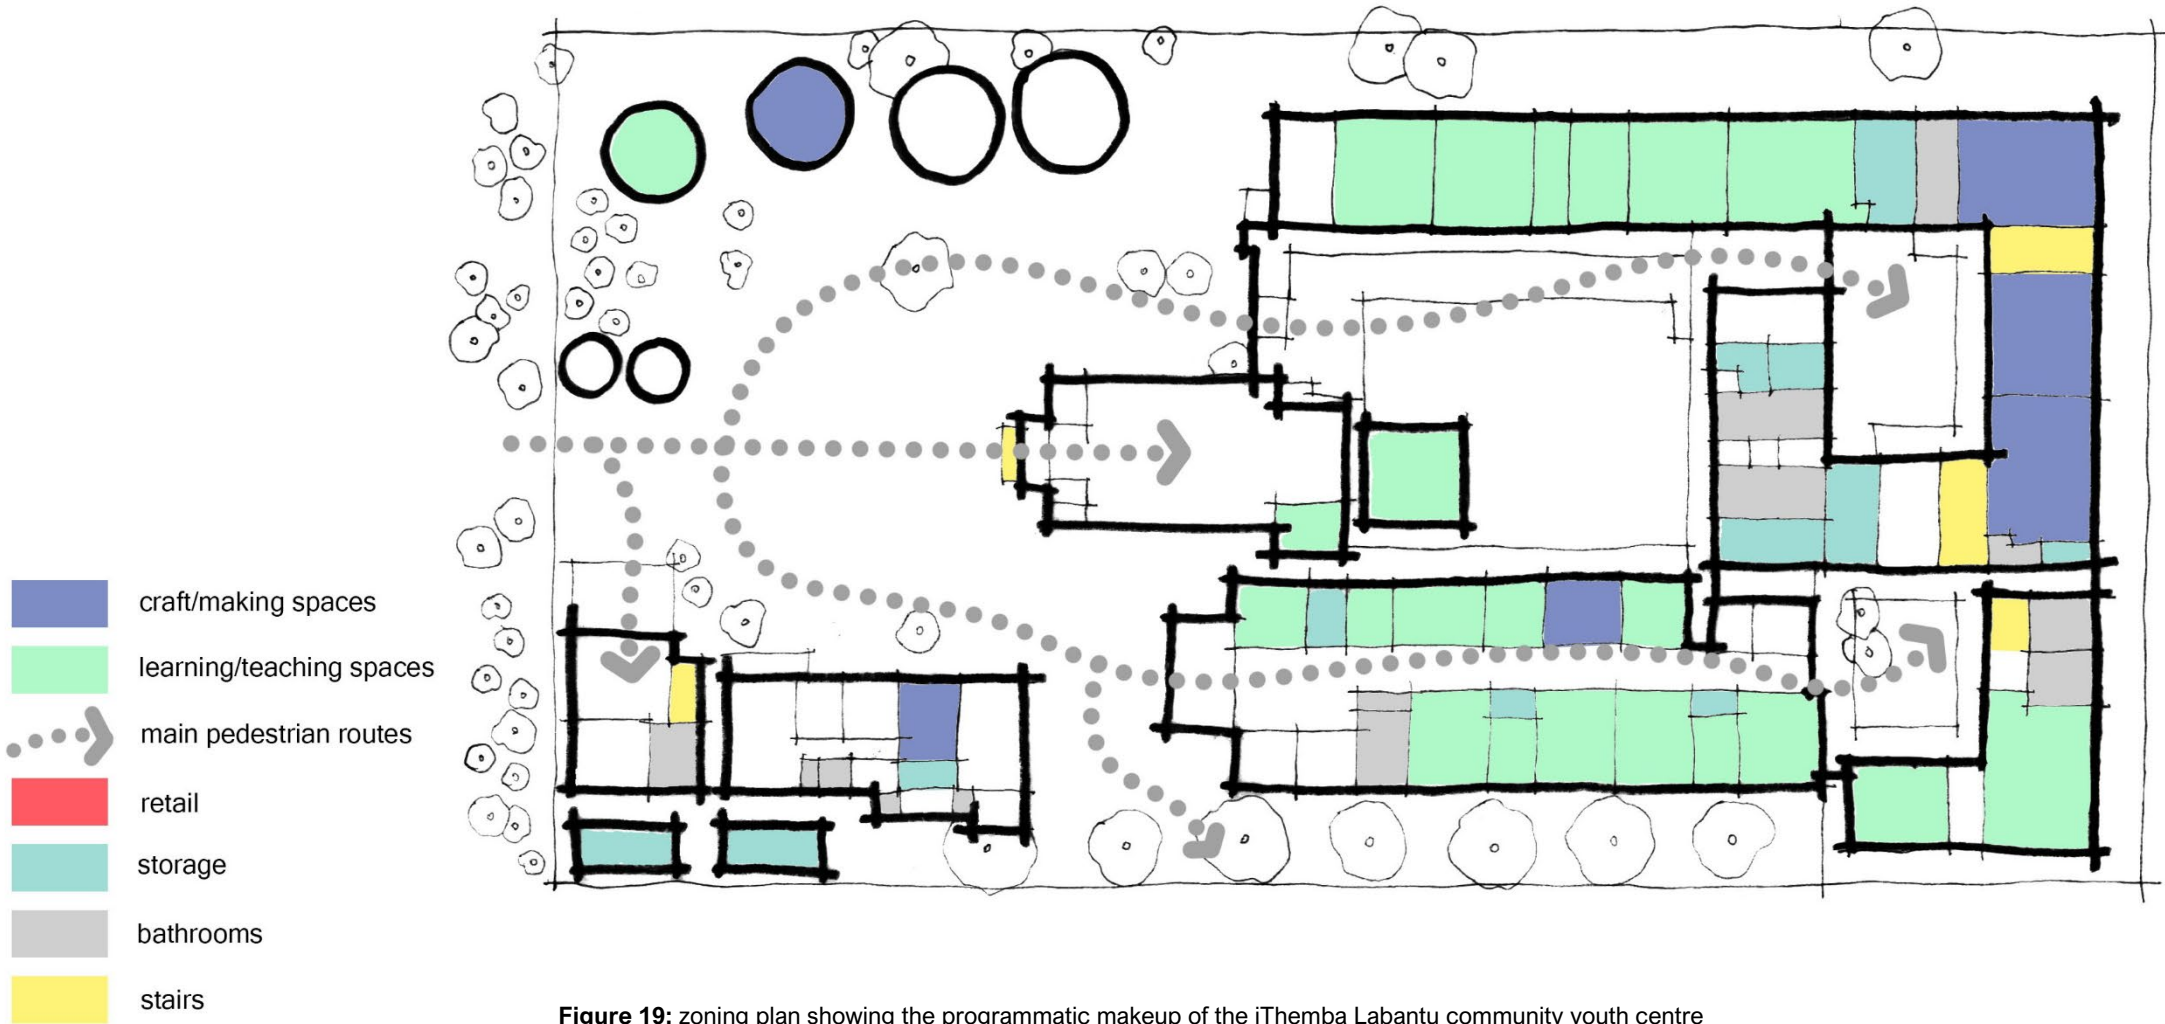 craft/making spaces
learning/teaching spaces
main pedestrian routes
retail
storage
bathrooms
stairs
Figure 19: zoning plan showing the programmatic makeup of the iThemba Labantu community youth centre